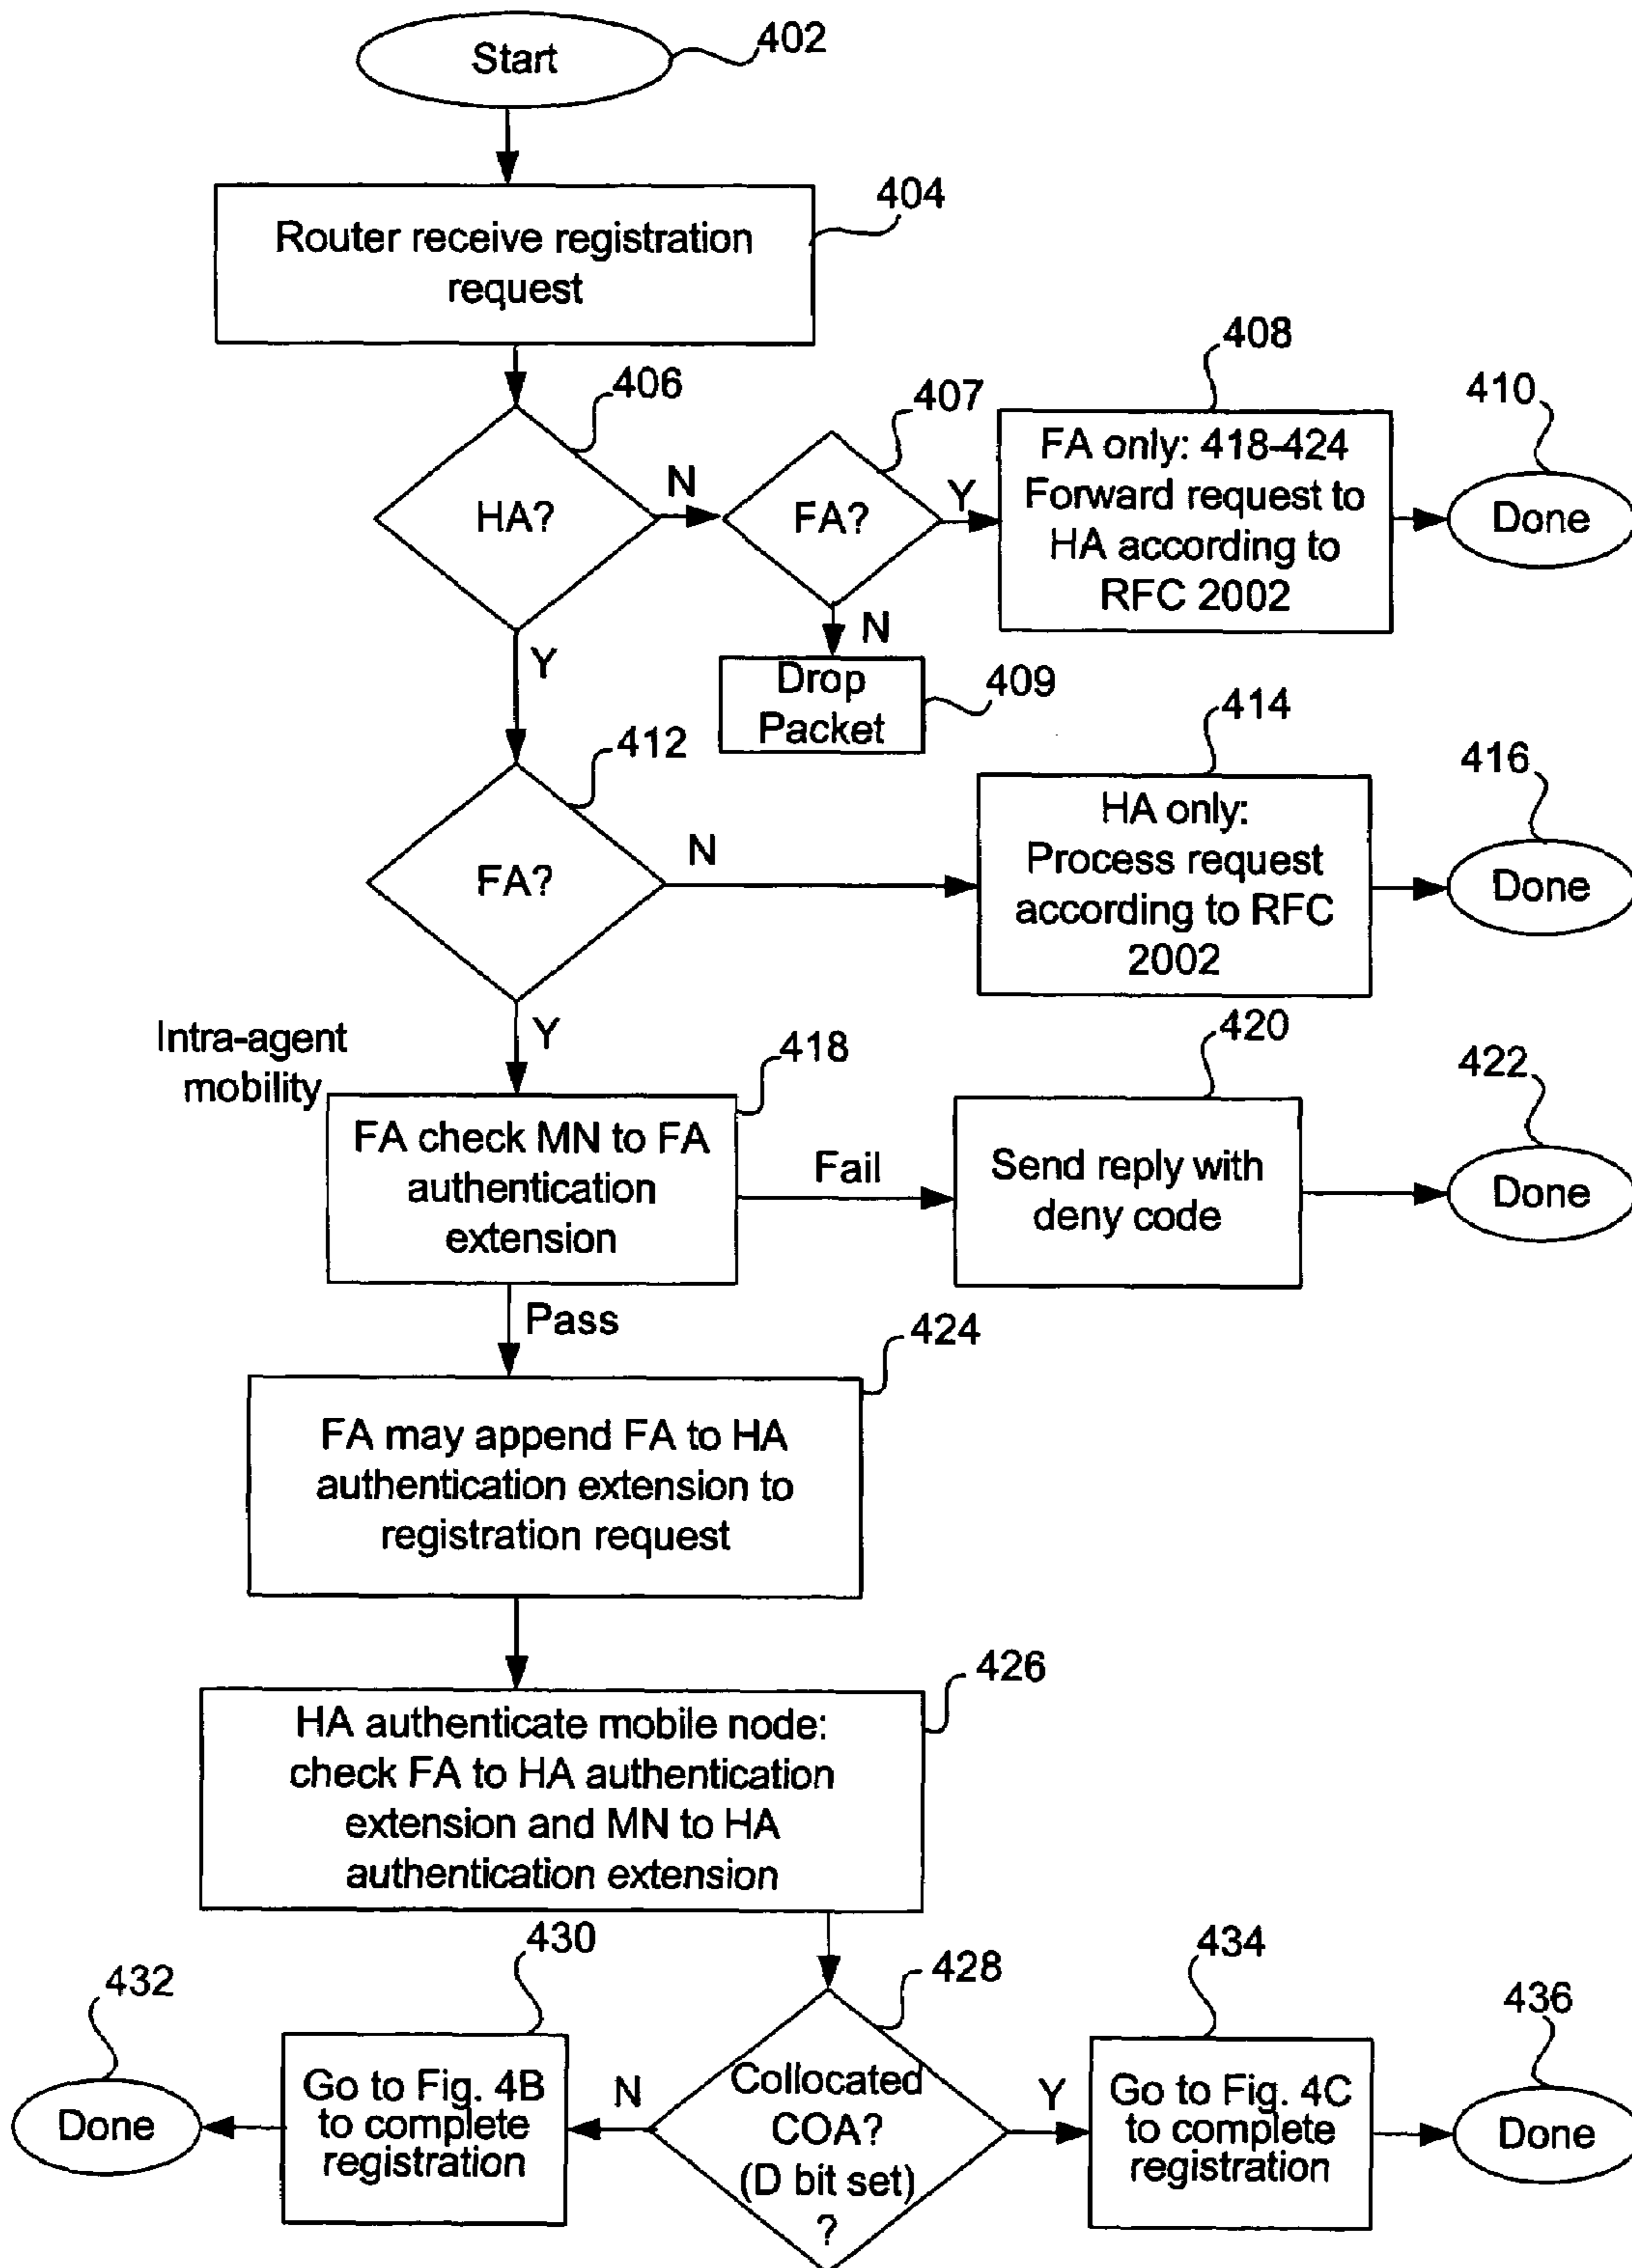 Start
402
Router receive registration
request
404
406
HA?
N
407
FA?
Y
408
FA only: 418-424
Forward request to
HA according to
RFC 2002
410
Done
N
Drop
Packet
409
Y
412
FA?
N
414
HA only:
Process request
according to RFC
2002
416
Done
Y
Intra-agent
mobility
418
FA check MN to FA
authentication
extension
Fail
420
Send reply with
deny code
422
Done
Pass
424
FA may append FA to HA
authentication extension to
registration request
426
HA authenticate mobile node:
check FA to HA authentication
extension and MN to HA
authentication extension
428
Collocated
COA?
(D bit set)
?
N
430
Go to Fig. 4B
to complete
registration
432
Done
Y
434
Go to Fig. 4C
to complete
registration
436
Done